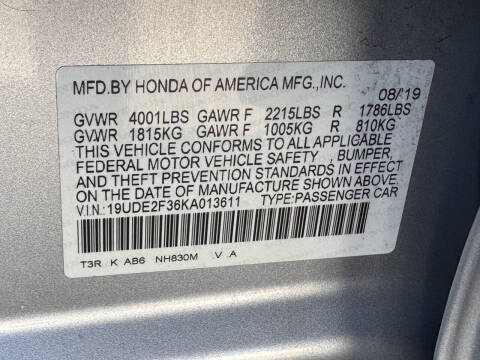 MFD.BY HONDA OF AMERICA MFG.,INC.
08/'19
GVWR 4001LBS GAWR F 2215LBS R 1786LBS
GVWR 1815KG GAWR F 1005KG R 810KG
THIS VEHICLE CONFORMS TO ALL APPLICABLE
FEDERAL MOTOR VEHICLE SAFETY , BUMPER,
AND THEFT PREVENTION STANDARDS IN EFFECT
ON THE DATE OF MANUFACTURE SHOWN ABOVE.
V.I.N.: 19UDE2F36KA013611 TYPE:PASSENGER CAR
T3R K AB6 NH830M V .A